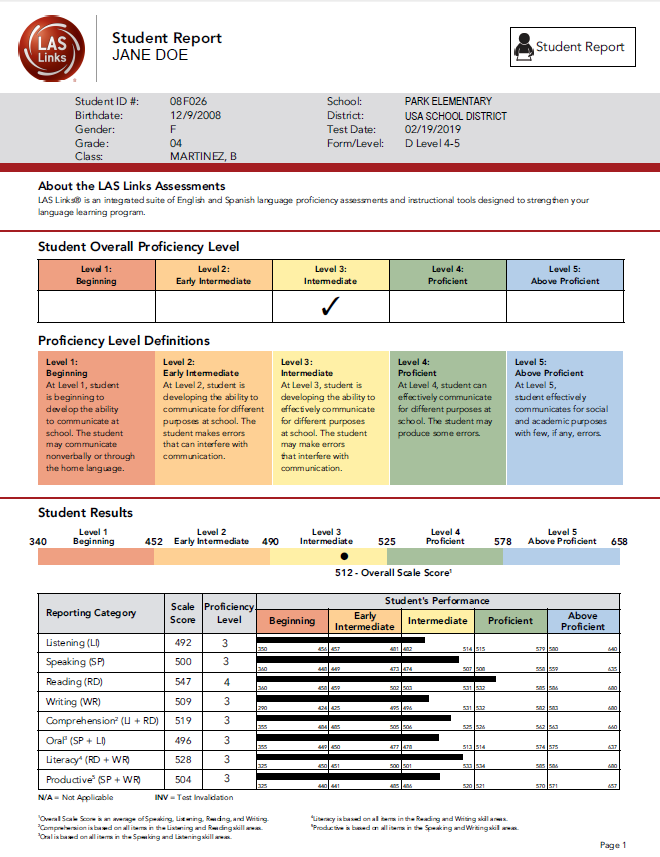 LAS
Links
Student Report
JANE DOE
Student Report
Student ID #: 08F026 School: PARK ELEMENTARY
Birthdate: 12/9/2008 District: USA SCHOOL DISTRICT
Gender: F Test Date: 02/19/2019
Grade: 04 Form/Level: D Level 4-5
Class: MARTINEZ, B
About the LAS Links Assessments
LAS Links® is an integrated suite of English and Spanish language proficiency assessments and instructional tools designed to strengthen your
language learning program.
Student Overall Proficiency Level
Level 1: Level 2: Level 3: Level 4: Level 5:
Beginning Early Intermediate Intermediate Proficient Above Proficient
✓
Proficiency Level Definitions
Level 1:
Beginning
At Level 1, student
is beginning to
develop the ability
to communicate at
school. The student
may communicate
nonverbally or through
the home language.
Level 2:
Early Intermediate
At Level 2, student is
developing the ability to
communicate for different
purposes at school. The
student makes errors
that can interfere with
communication.
Level 3:
Intermediate
At Level 3, student is
developing the ability to
effectively communicate
for different purposes
at school. The student
may make errors
that interfere with
communication.
Level 4:
Proficient
At Level 4, student can
effectively communicate
for different purposes at
school. The student may
produce some errors.
Level 5:
Above Proficient
At Level 5,
student effectively
communicates for social
and academic purposes
with few, if any, errors.
Student Results
Level 1 Level 2 Level 3 Level 4 Level 5
340 Beginning 452 Early Intermediate 490 Intermediate 525 Proficient 578 Above Proficient 658
512 - Overall Scale Score¹
Reporting Category Scale Score Proficiency Level Student's Performance
Beginning Early Intermediate Intermediate Proficient Above Proficient
Listening (LI) 492 3 350 456 457 481 482 514 515 579 580 640
Speaking (SP) 500 3 360 448 449 473 474 507 508 558 559 635
Reading (RD) 547 4 360 458 459 502 503 531 532 585 586 680
Writing (WR) 509 3 290 424 425 495 496 531 532 582 583 680
Comprehension² (LI + RD) 519 3 355 484 485 505 506 525 526 562 563 660
Oral³ (SP + LI) 496 3 355 449 450 477 478 513 514 574 575 637
Literacy⁴ (RD + WR) 528 3 325 450 451 500 501 533 534 585 586 680
Productive⁵ (SP + WR) 504 3 325 440 441 485 486 520 521 570 571 657
N/A = Not Applicable INV = Test Invalidation
¹Overall Scale Score is an average of Speaking, Listening, Reading, and Writing.
²Comprehension is based on all items in the Listening and Reading skill areas.
³Oral is based on all items in the Speaking and Listening skill areas.
⁴Literacy is based on all items in the Reading and Writing skill areas.
⁵Productive is based on all items in the Speaking and Writing skill areas.
Page 1